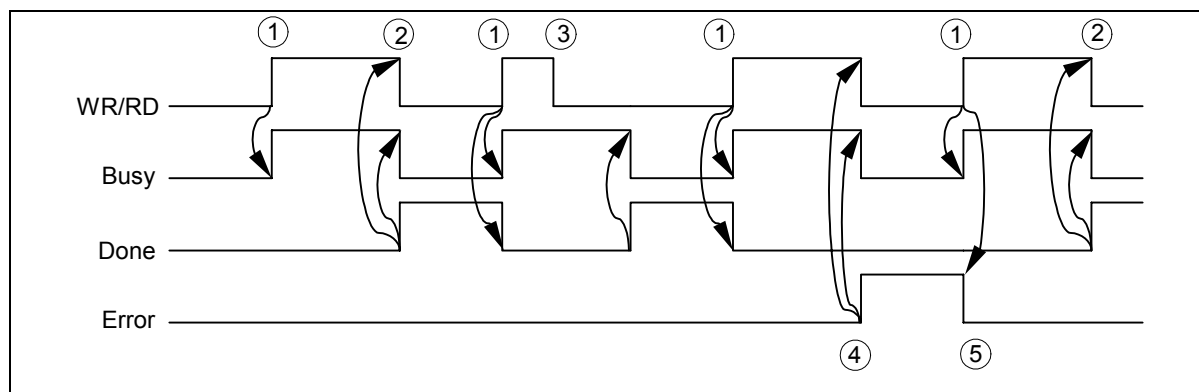 ① ② ① ③ ① ① ②
WR/RD
Busy
Done
Error
④ ⑤